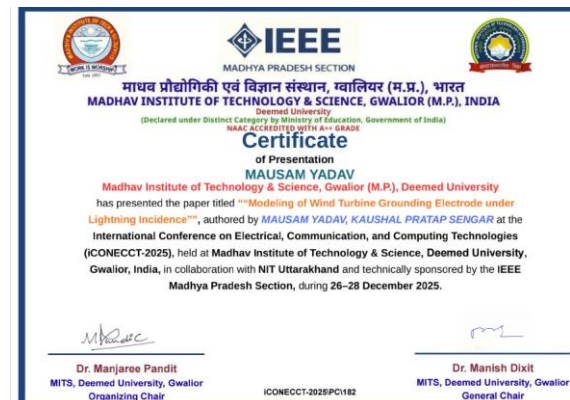 WORK IS WORSHIP
IEEE
MADHYA PRADESH SECTION
माधव प्रौद्योगिकी एवं विज्ञान संस्थान, ग्वालियर (म.प्र.), भारत
MADHAV INSTITUTE OF TECHNOLOGY & SCIENCE, GWALIOR (M.P.), INDIA
Deemed University
(Declared under Distinct Category by Ministry of Education, Government of India)
NAAC ACCREDITED WITH A++ GRADE
Certificate
of Presentation
MAUSAM YADAV
Madhav Institute of Technology & Science, Gwalior (M.P.), Deemed University
has presented the paper titled ""Modeling of Wind Turbine Grounding Electrode under
Lightning Incidence"", authored by MAUSAM YADAV, KAUSHAL PRATAP SENGAR at the
International Conference on Electrical, Communication, and Computing Technologies
(iCONECCT-2025), held at Madhav Institute of Technology & Science, Deemed University,
Gwalior, India, in collaboration with NIT Uttarakhand and technically sponsored by the IEEE
Madhya Pradesh Section, during 26–28 December 2025.
Dr. Manjaree Pandit
MITS, Deemed University, Gwalior
Organizing Chair
iCONECCT-2025\PC\182
Dr. Manish Dixit
MITS, Deemed University, Gwalior
General Chair